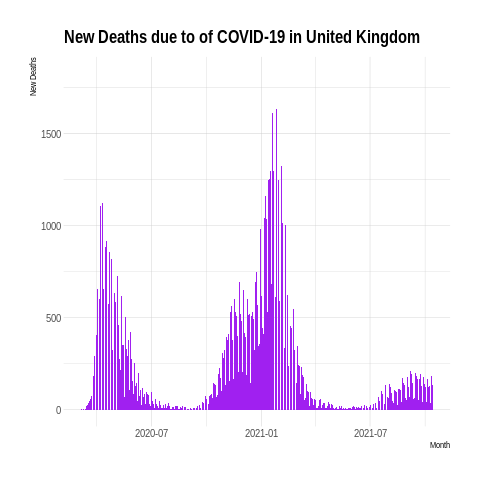 New Deaths due to of COVID-19 in United Kingdom
New Deaths
1500
1000
500
0
2020-07
2021-01
2021-07
Month